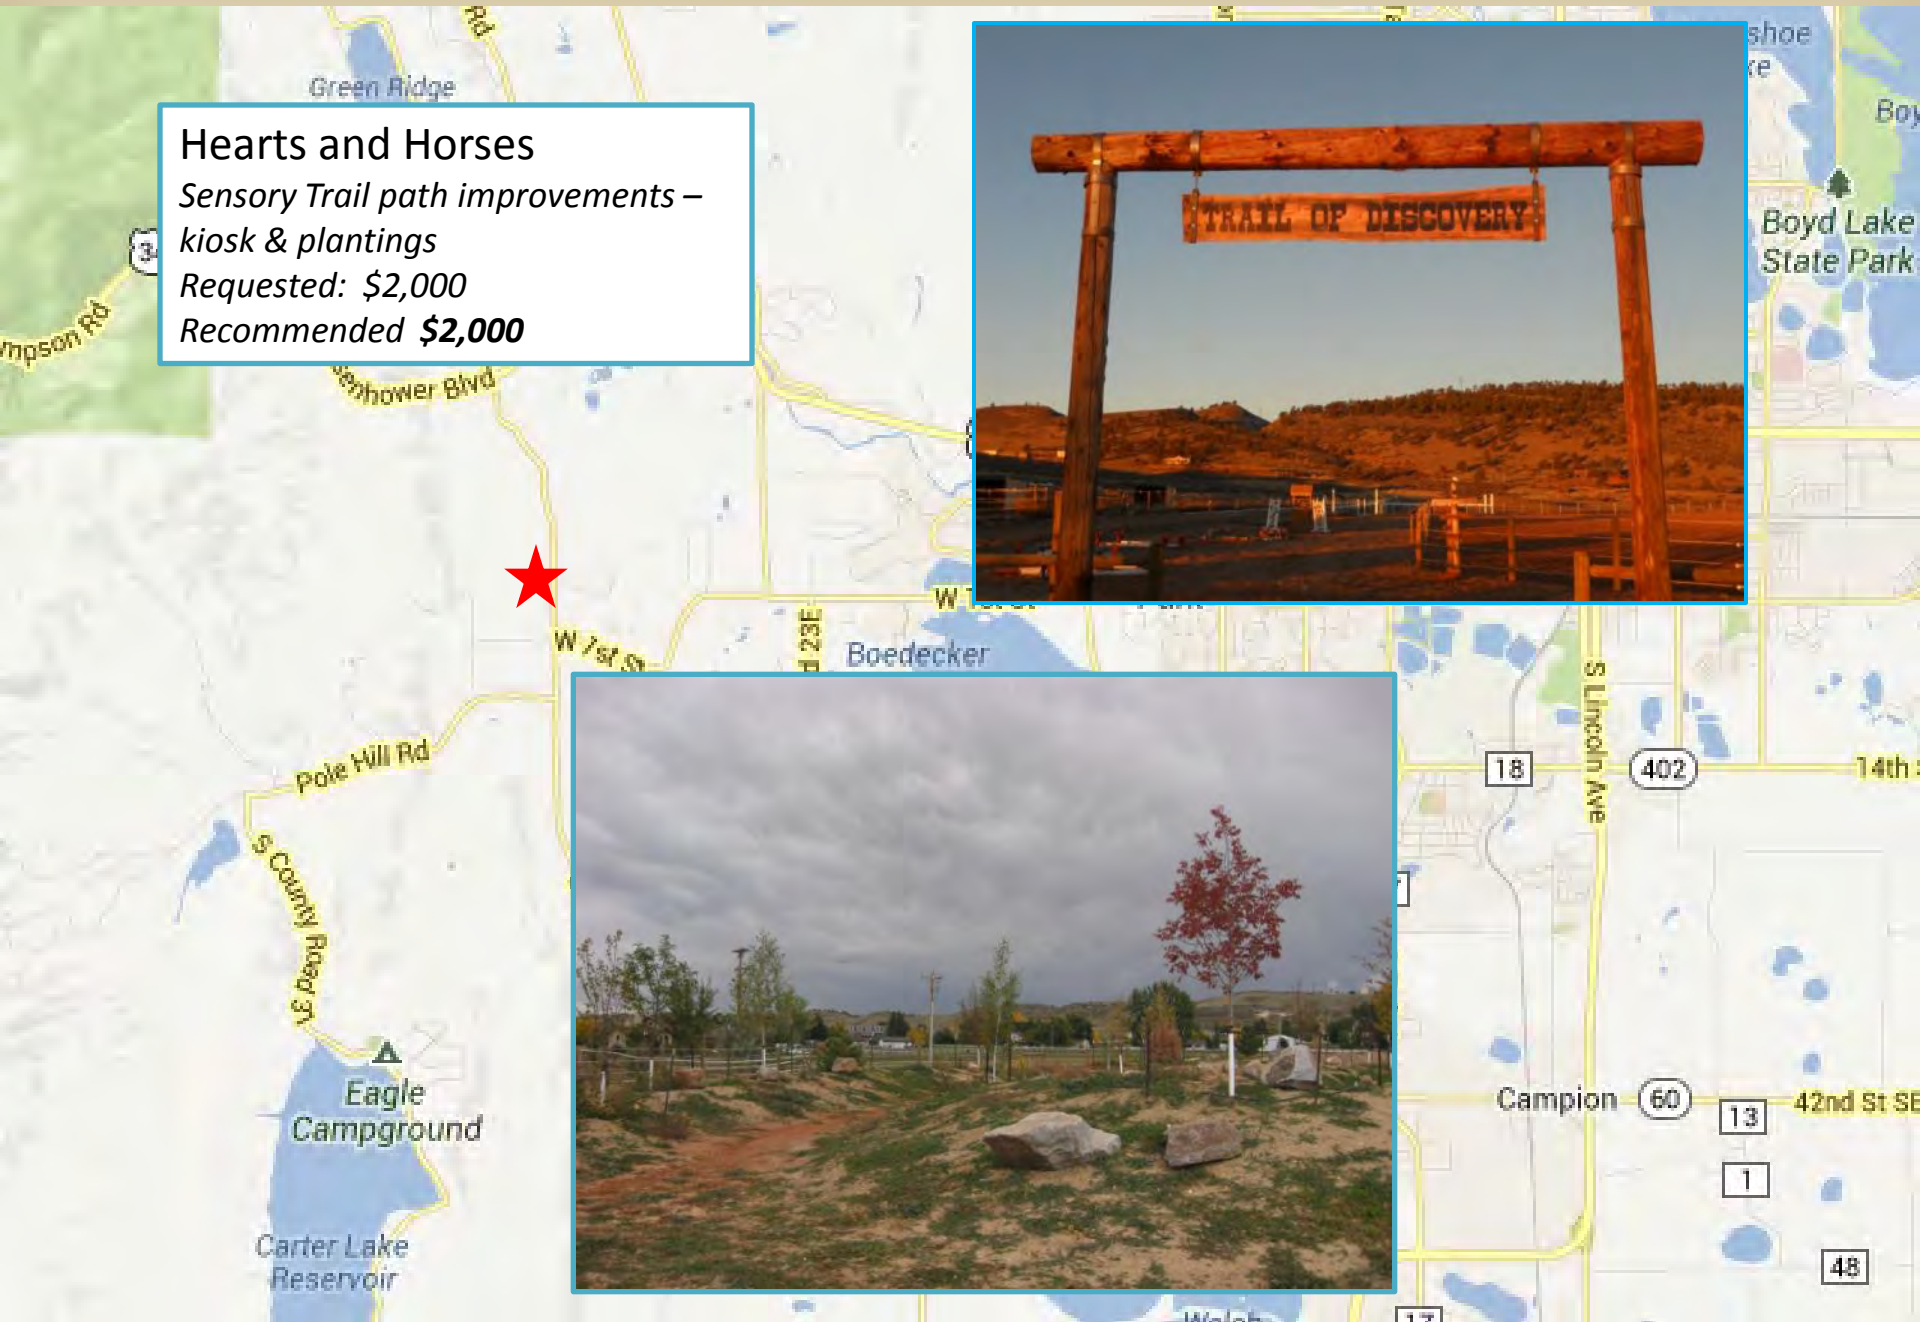 Rd
Green Ridge
Hearts and Horses
Sensory Trail path improvements –
kiosk & plantings
Requested: $2,000
Recommended $2,000
TRAIL OF DISCOVERY
Boyd Lake
State Park
W 1st St
Boedecker
Pole Hill Rd
S County Road 31
Eagle
Campground
Carter Lake
Reservoir
S Lincoln Ave
18
402
14th
Campion
60
13
42nd St SE
1
48
17